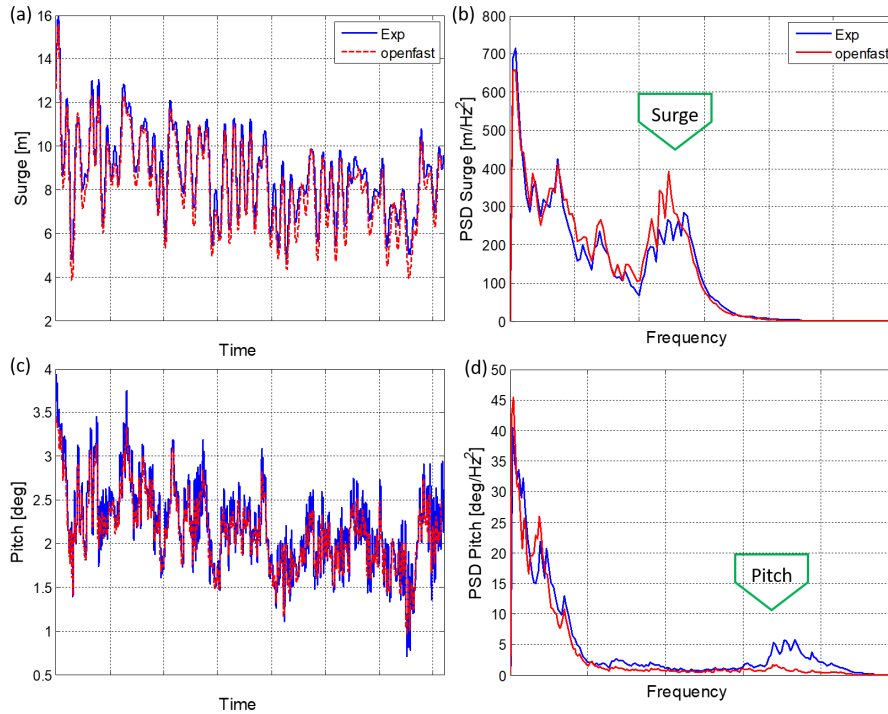 (a)
16
14
12
10
8
6
4
2
Surge [m]
Time
Exp
openfast
(b)
800
700
600
500
400
300
200
100
0
PSD Surge [m/Hz²]
Frequency
Exp
openfast
Surge
(c)
4
3.5
3
2.5
2
1.5
1
0.5
Pitch [deg]
Time
(d)
50
45
40
35
30
25
20
15
10
5
0
PSD Pitch [deg/Hz²]
Frequency
Pitch